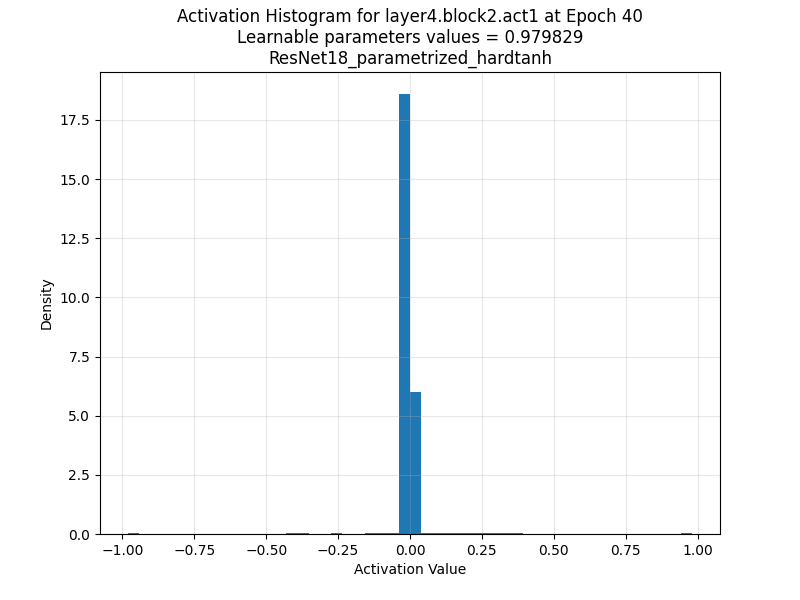 Activation Histogram for layer4.block2.act1 at Epoch 40
Learnable parameters values = 0.979829
ResNet18_parametrized_hardtanh
17.5
15.0
12.5
10.0
7.5
5.0
2.5
0.0
Density
−1.00 −0.75 −0.50 −0.25 0.00 0.25 0.50 0.75 1.00
Activation Value